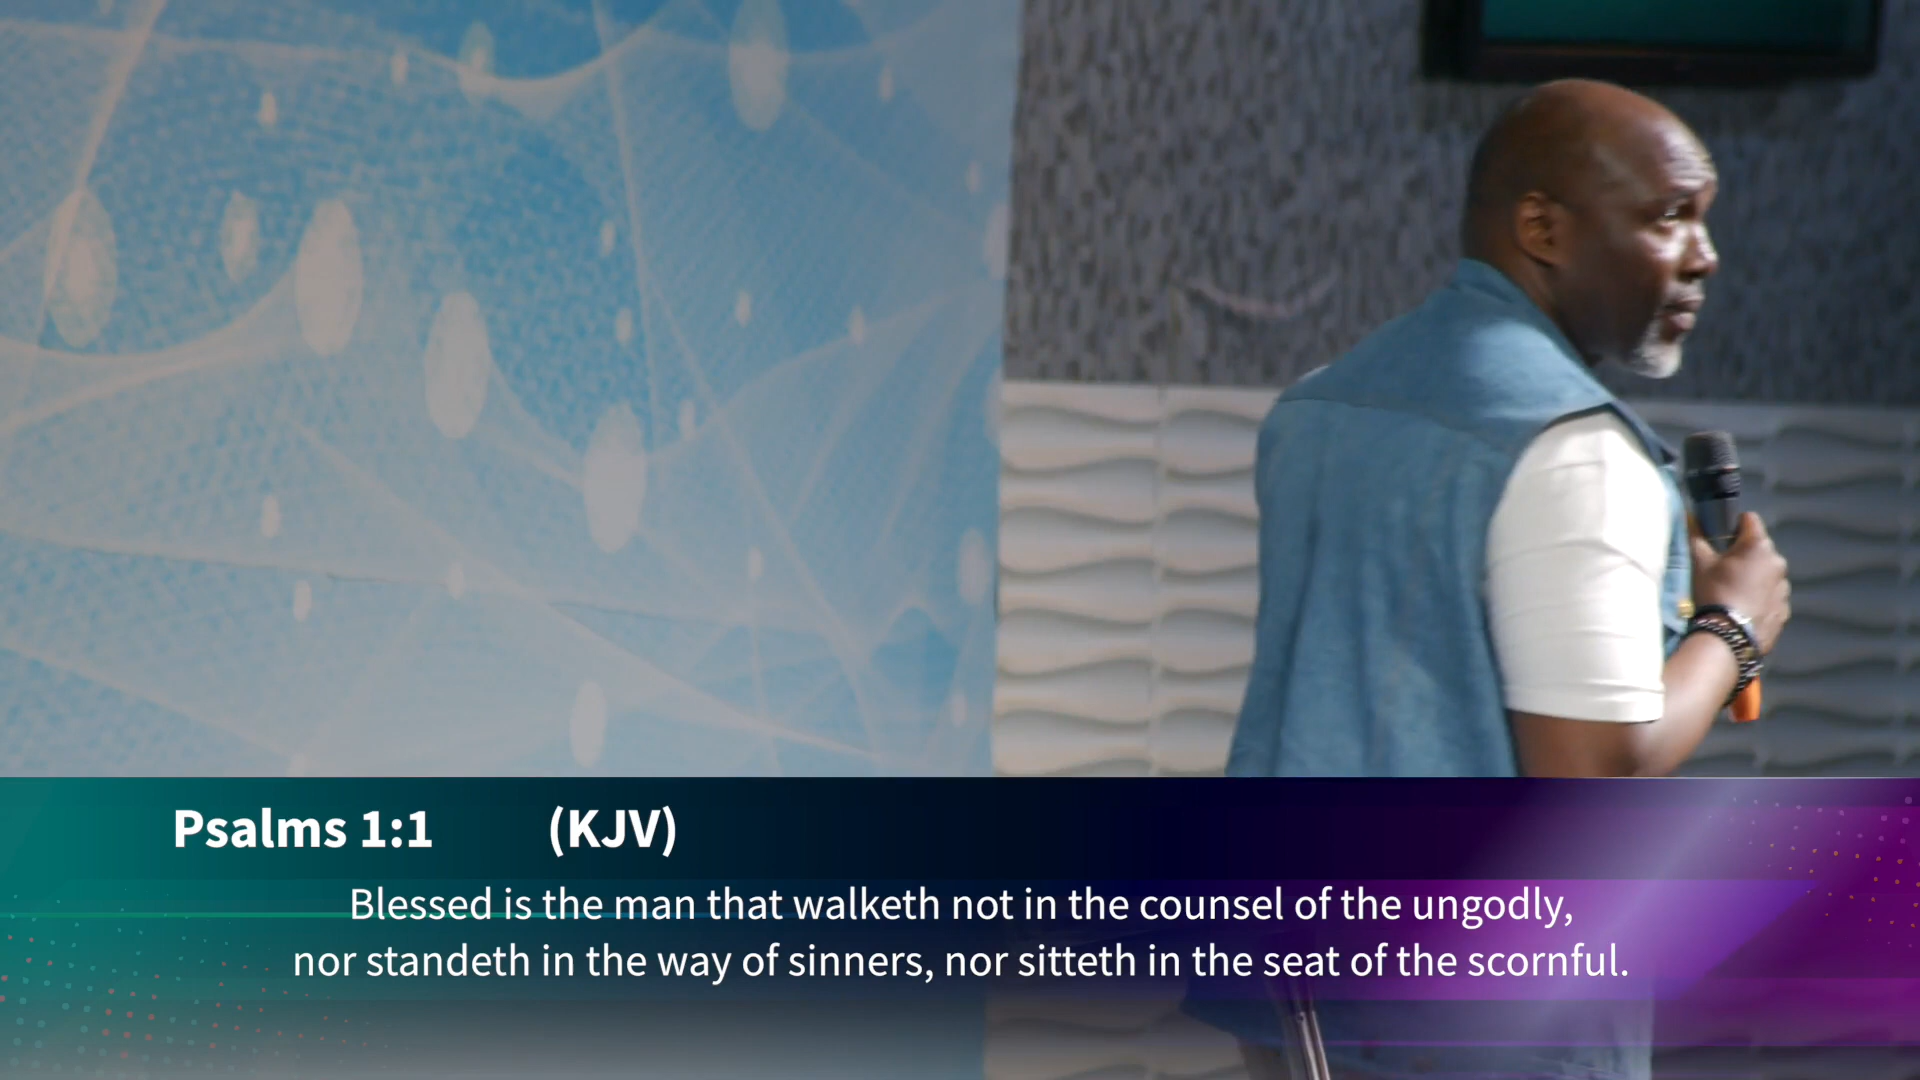 Psalms 1:1 (KJV)
Blessed is the man that walketh not in the counsel of the ungodly,
nor standeth in the way of sinners, nor sitteth in the seat of the scornful.